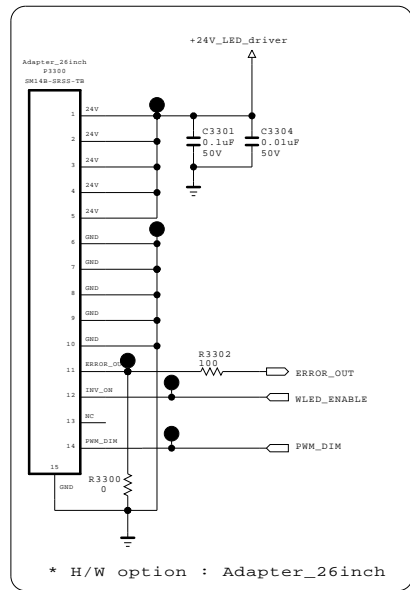 +24V_LED_driver
Adapter_26inch
P3300
SM14B-SRSS-TB
1 24V
2 24V
3 24V
4 24V
5 24V
C3301
0.1uF
50V
C3304
0.01uF
50V
6 GND
7 GND
8 GND
9 GND
10 GND
11 ERROR_OU
R3302
100
ERROR_OUT
12 INV_ON
WLED_ENABLE
13 NC
14 PWM_DIM
PWM_DIM
15
GND
R3300
0
* H/W option : Adapter_26inch